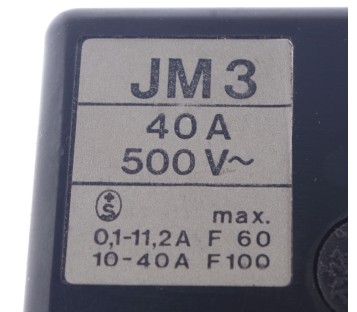 JM3
40A
500V~
+S
max.
0,1-11,2A F 60
10-40A F100